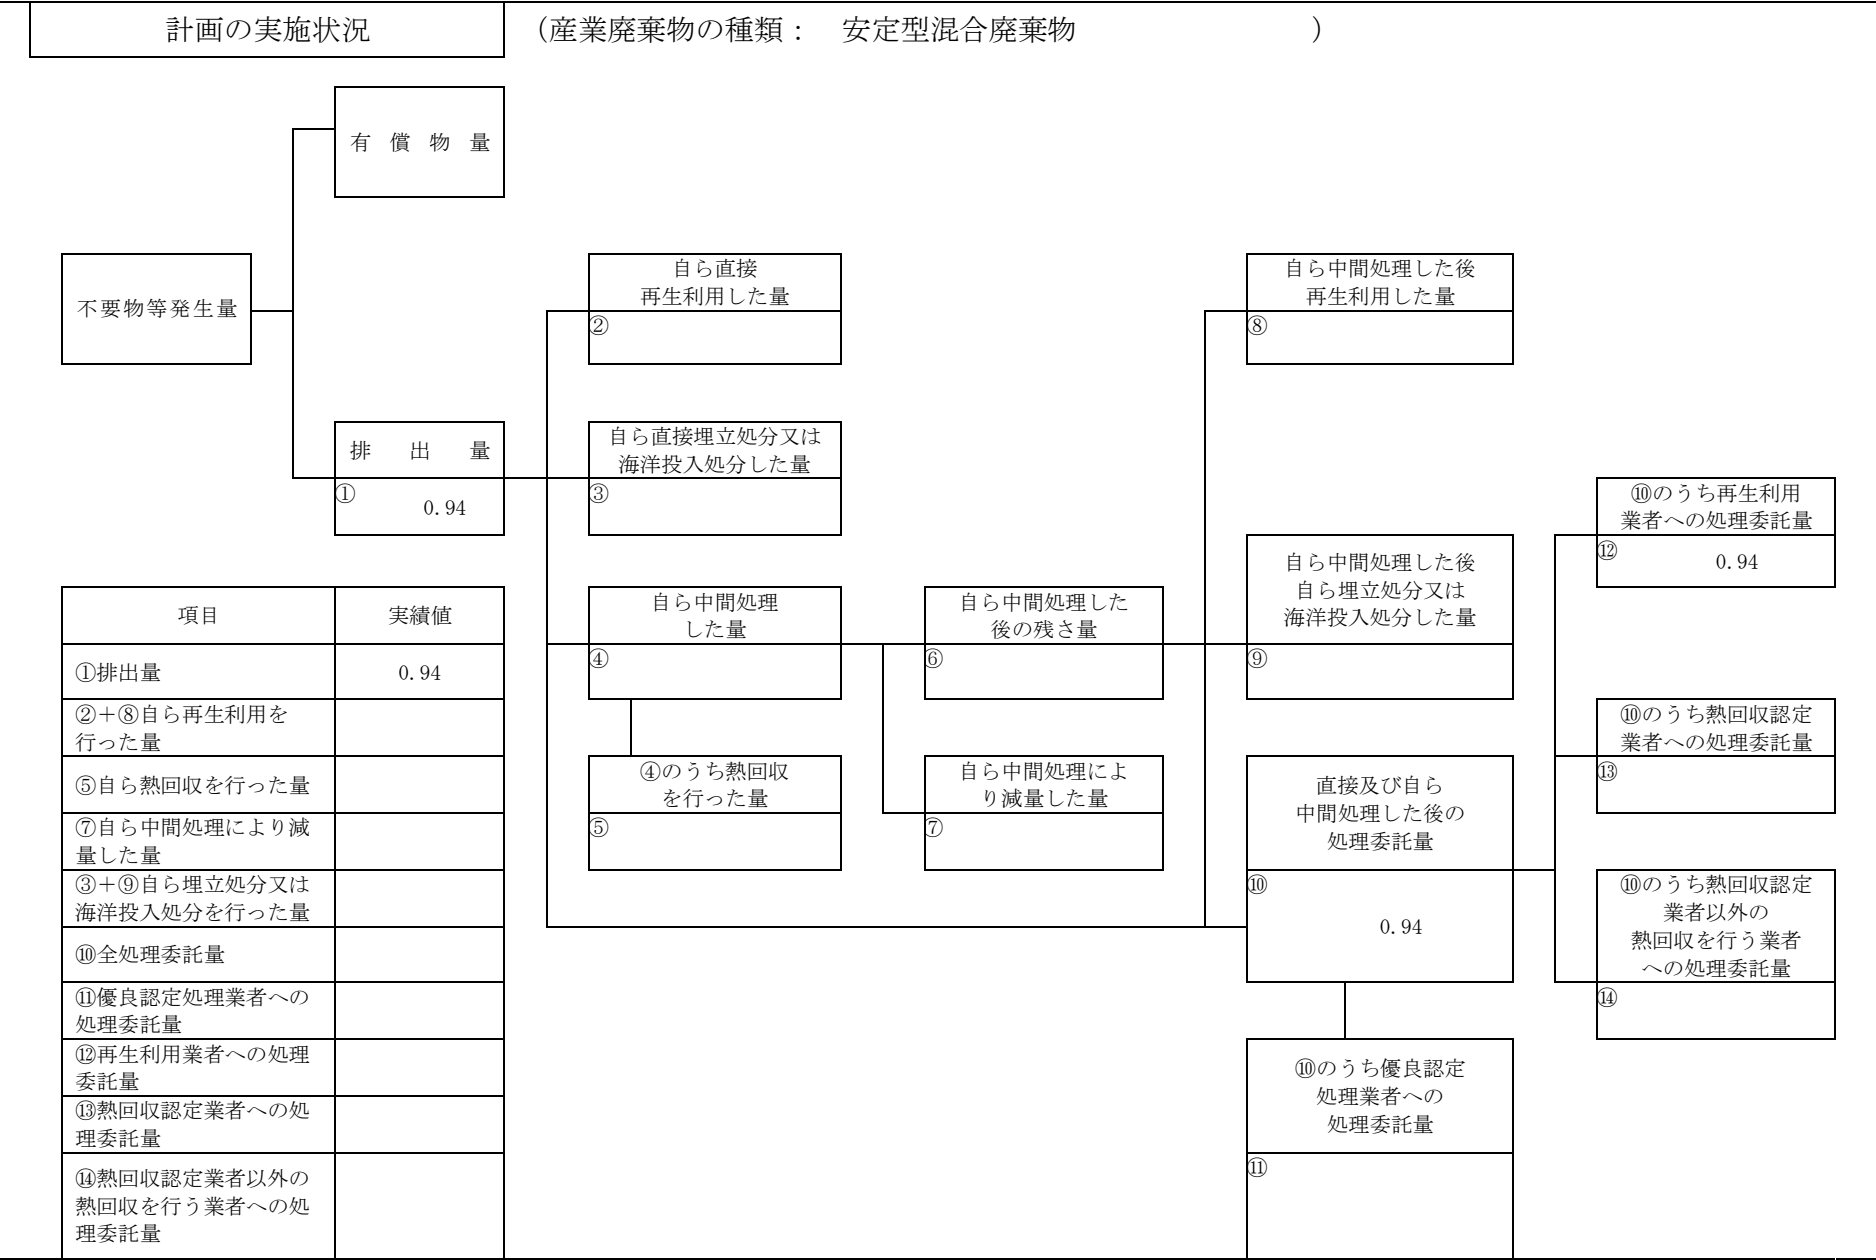 計画の実施状況
（産業廃棄物の種類：　安定型混合廃棄物　　　　　　　　）
有　償　物　量
不要物等発生量
排　出　量
①
0.94
自ら直接
再生利用した量
②
自ら直接埋立処分又は
海洋投入処分した量
③
自ら中間処理
した量
④
④のうち熱回収
を行った量
⑤
自ら中間処理した
後の残さ量
⑥
自ら中間処理によ
り減量した量
⑦
自ら中間処理した後
再生利用した量
⑧
自ら中間処理した後
自ら埋立処分又は
海洋投入処分した量
⑨
直接及び自ら
中間処理した後の
処理委託量
⑩
0.94
⑩のうち優良認定
処理業者への
処理委託量
⑪
⑩のうち再生利用
業者への処理委託量
⑫
0.94
⑩のうち熱回収認定
業者への処理委託量
⑬
⑩のうち熱回収認定
業者以外の
熱回収を行う業者
への処理委託量
⑭
項目　実績値
①排出量　0.94
②＋⑧自ら再生利用を
行った量
⑤自ら熱回収を行った量
⑦自ら中間処理により減
量した量
③＋⑨自ら埋立処分又は
海洋投入処分を行った量
⑩全処理委託量
⑪優良認定処理業者への
処理委託量
⑫再生利用業者への処理
委託量
⑬熱回収認定業者への処
理委託量
⑭熱回収認定業者以外の
熱回収を行う業者への処
理委託量